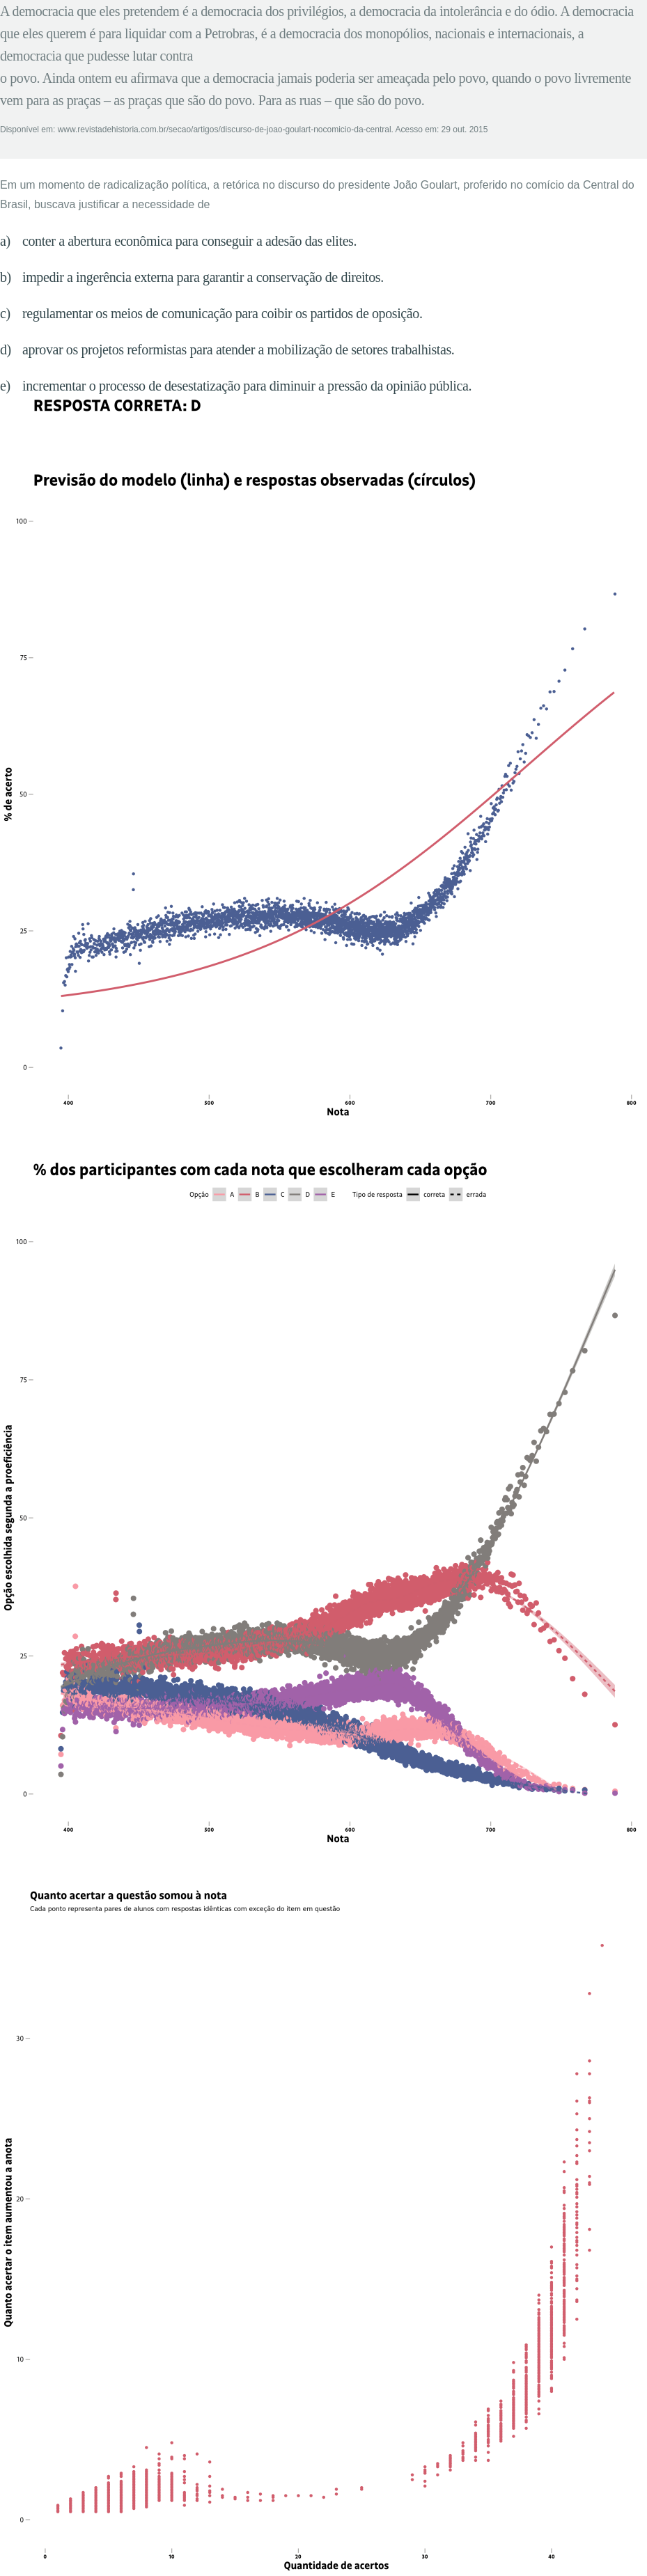 A democracia que eles pretendem é a democracia dos privilégios, a democracia da intolerância e do ódio. A democracia
que eles querem é para liquidar com a Petrobras, é a democracia dos monopólios, nacionais e internacionais, a
democracia que pudesse lutar contra
o povo. Ainda ontem eu afirmava que a democracia jamais poderia ser ameaçada pelo povo, quando o povo livremente
vem para as praças – as praças que são do povo. Para as ruas – que são do povo.
Disponível em: www.revistadehistoria.com.br/secao/artigos/discurso-de-joao-goulart-nocomicio-da-central. Acesso em: 29 out. 2015
Em um momento de radicalização política, a retórica no discurso do presidente João Goulart, proferido no comício da Central do
Brasil, buscava justificar a necessidade de
a) conter a abertura econômica para conseguir a adesão das elites.
b) impedir a ingerência externa para garantir a conservação de direitos.
c) regulamentar os meios de comunicação para coibir os partidos de oposição.
d) aprovar os projetos reformistas para atender a mobilização de setores trabalhistas.
e) incrementar o processo de desestatização para diminuir a pressão da opinião pública.
RESPOSTA CORRETA: D
Previsão do modelo (linha) e respostas observadas (círculos)
100
75
50
25
0
% de acerto
400 500 600 700 800
Nota
% dos participantes com cada nota que escolheram cada opção
Opção A B C D E Tipo de resposta correta errada
100
75
50
25
0
Opção escolhida segunda a proeficiência
400 500 600 700 800
Nota
Quanto acertar a questão somou à nota
Cada ponto representa pares de alunos com respostas idênticas com exceção do item em questão
30
20
10
0
Quanto acertar o item aumentou a anota
0 10 20 30 40
Quantidade de acertos